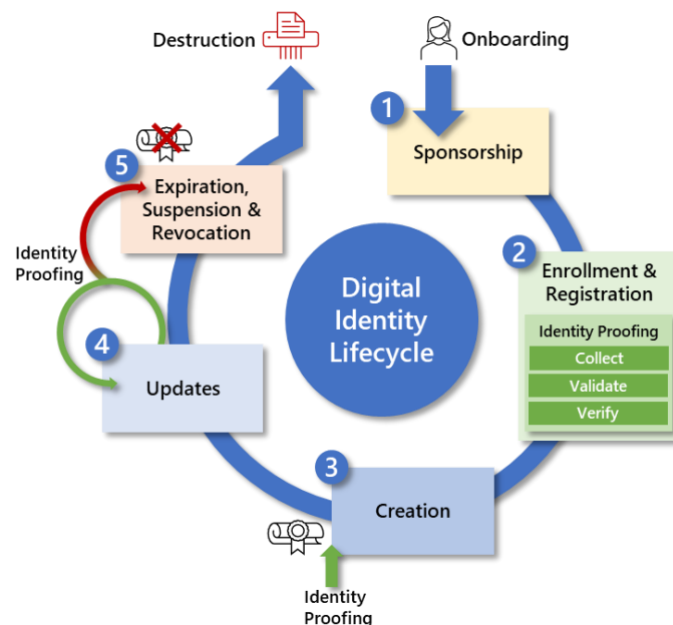 Destruction
Onboarding
1
Sponsorship
2
Enrollment &
Registration
Identity Proofing
Collect
Validate
Verify
3
Creation
Identity
Proofing
4
Updates
Identity
Proofing
5
Expiration,
Suspension &
Revocation
Digital
Identity
Lifecycle